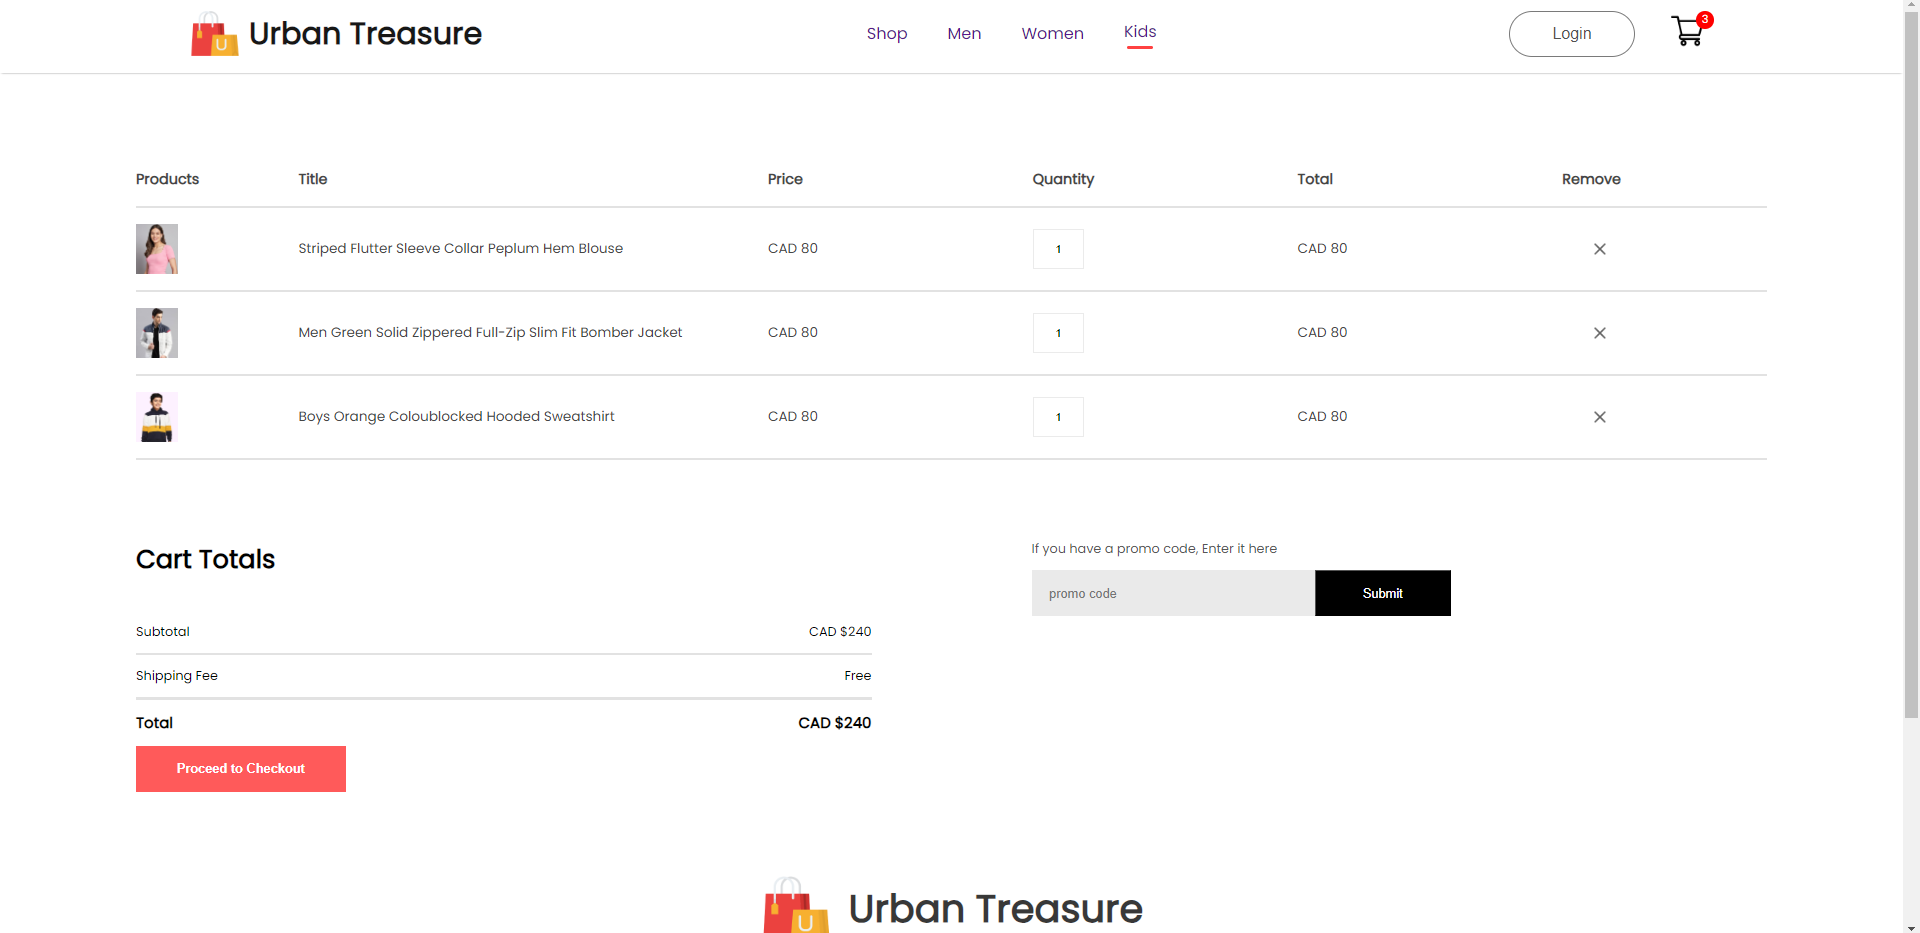 Urban Treasure
Shop Men Women Kids
Login
3
Products Title Price Quantity Total Remove
Striped Flutter Sleeve Collar Peplum Hem Blouse CAD 80 1 CAD 80
Men Green Solid Zippered Full-Zip Slim Fit Bomber Jacket CAD 80 1 CAD 80
Boys Orange Coloublocked Hooded Sweatshirt CAD 80 1 CAD 80
Cart Totals
Subtotal CAD $240
Shipping Fee Free
Total CAD $240
Proceed to Checkout
If you have a promo code, Enter it here
promo code Submit
U Urban Treasure